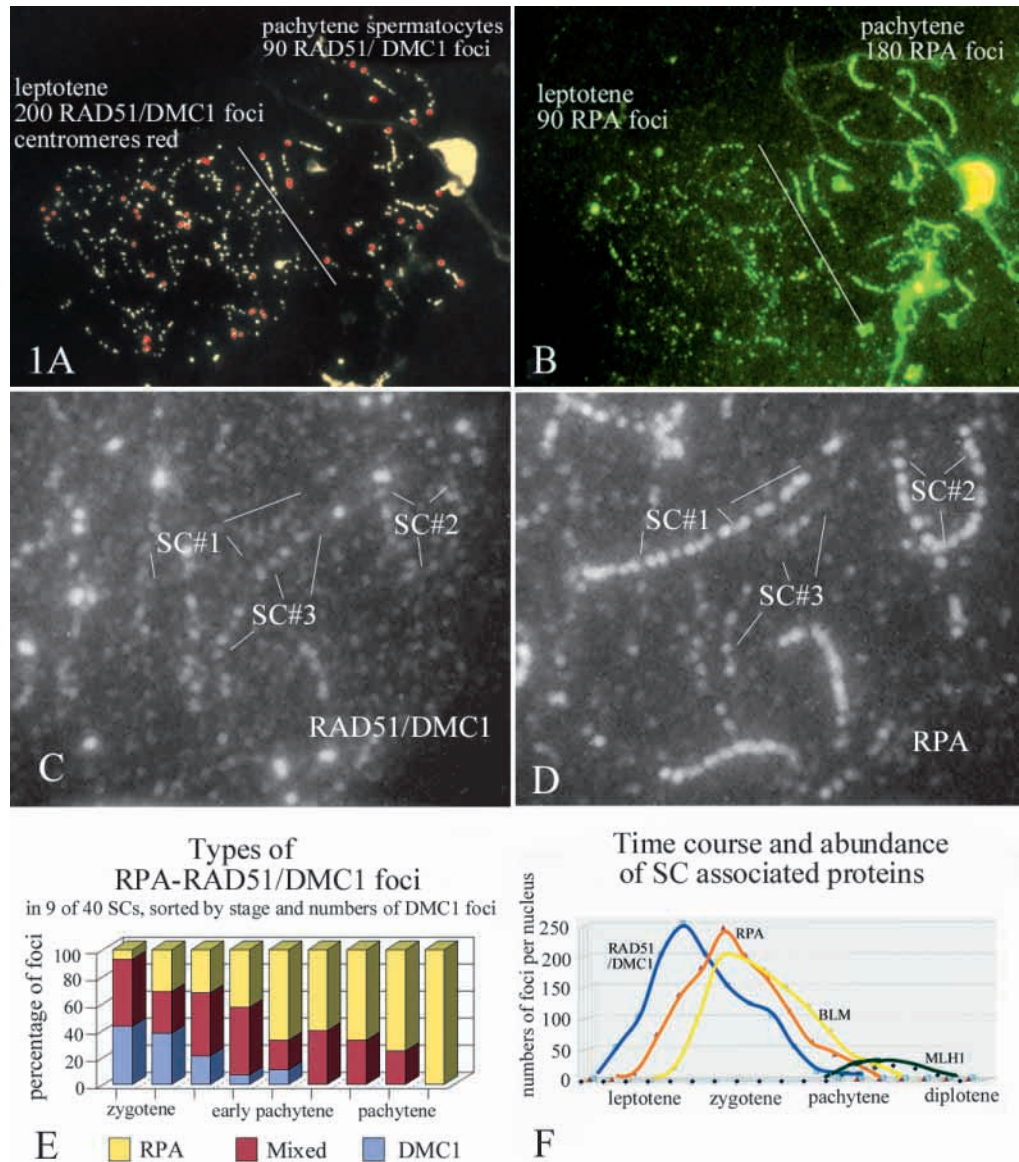 pachytene spermatocytes
90 RAD51/ DMC1 foci
leptotene
200 RAD51/DMC1 foci
centromeres red
1A
pachytene
180 RPA foci
leptotene
90 RPA foci
B
SC#1
SC#2
SC#3
RAD51/DMC1
C
SC#1
SC#2
SC#3
RPA
D
Types of
RPA-RAD51/DMC1 foci
in 9 of 40 SCs, sorted by stage and numbers of DMC1 foci
percentage of foci
100
80
60
40
20
0
zygotene
early pachytene
pachytene
E
RPA
Mixed
DMC1
Time course and abundance
of SC associated proteins
numbers of foci per nucleus
250
200
150
100
50
0
RAD51
/DMC1
RPA
BLM
MLH1
leptotene
zygotene
pachytene
diplotene
F